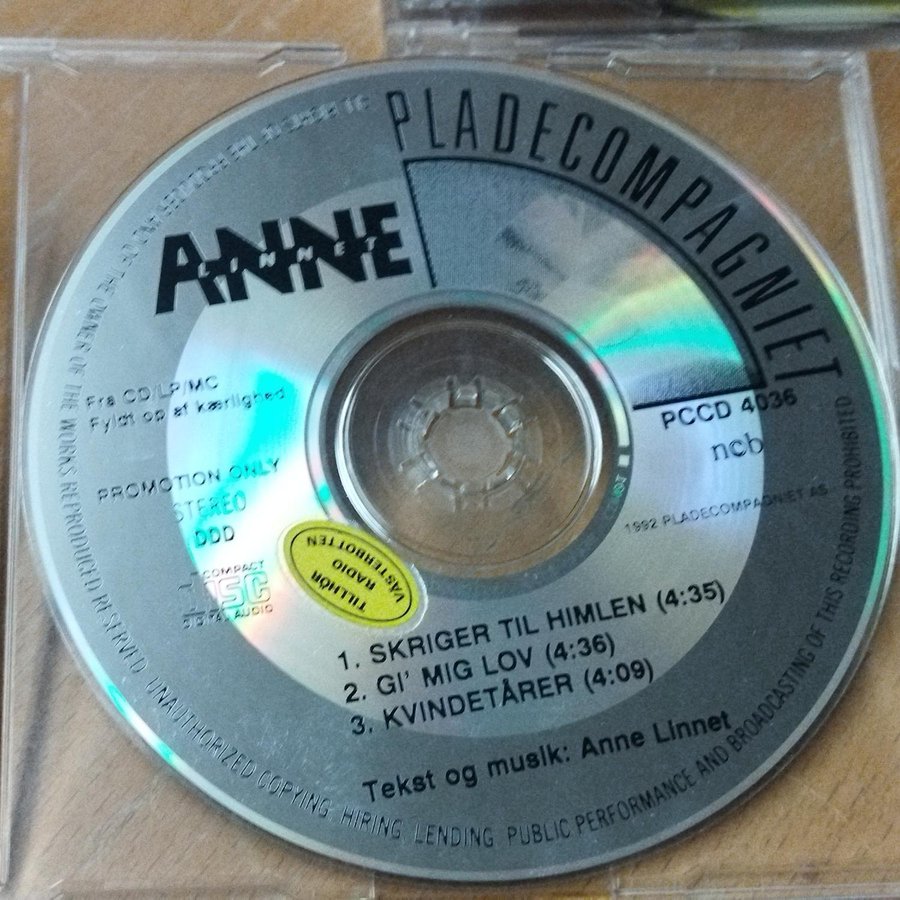 PLADECOMPAGNIET
ANNE
LINNET
Fra CD/LP/MC
Fyldt op af kærlighed
PROMOTION ONLY
STEREO
DDD
COMPACT
DISC
DIGITAL AUDIO
PCCD 4036
ncb
1992 PLADECOMPAGNIET AS
TILLHÖR
RADIO
VÄSTERBOTTEN
1. SKRIGER TIL HIMLEN (4:35)
2. GI' MIG LOV (4:36)
3. KVINDETÅRER (4:09)
Tekst og musik: Anne Linnet
OF THE OWNER OF THE WORKS REPRODUCED RESERVED UNAUTHORIZED COPYING HIRING LENDING PUBLIC PERFORMANCE AND BROADCASTING OF THIS RECORDING PROHIBITED